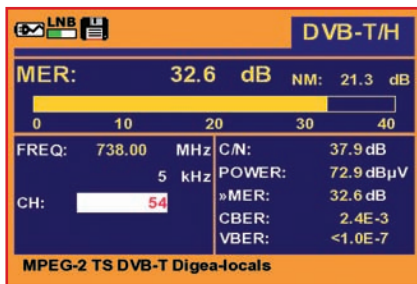 LNB
DVB-T/H
MER: 32.6 dB NM: 21.3 dB
0 10 20 30 40
FREQ: 738.00 MHz
5 kHz
CH: 54
C/N: 37.9 dB
POWER: 72.9 dBµV
»MER: 32.6 dB
CBER: 2.4E-3
VBER: <1.0E-7
MPEG-2 TS DVB-T Digea-locals